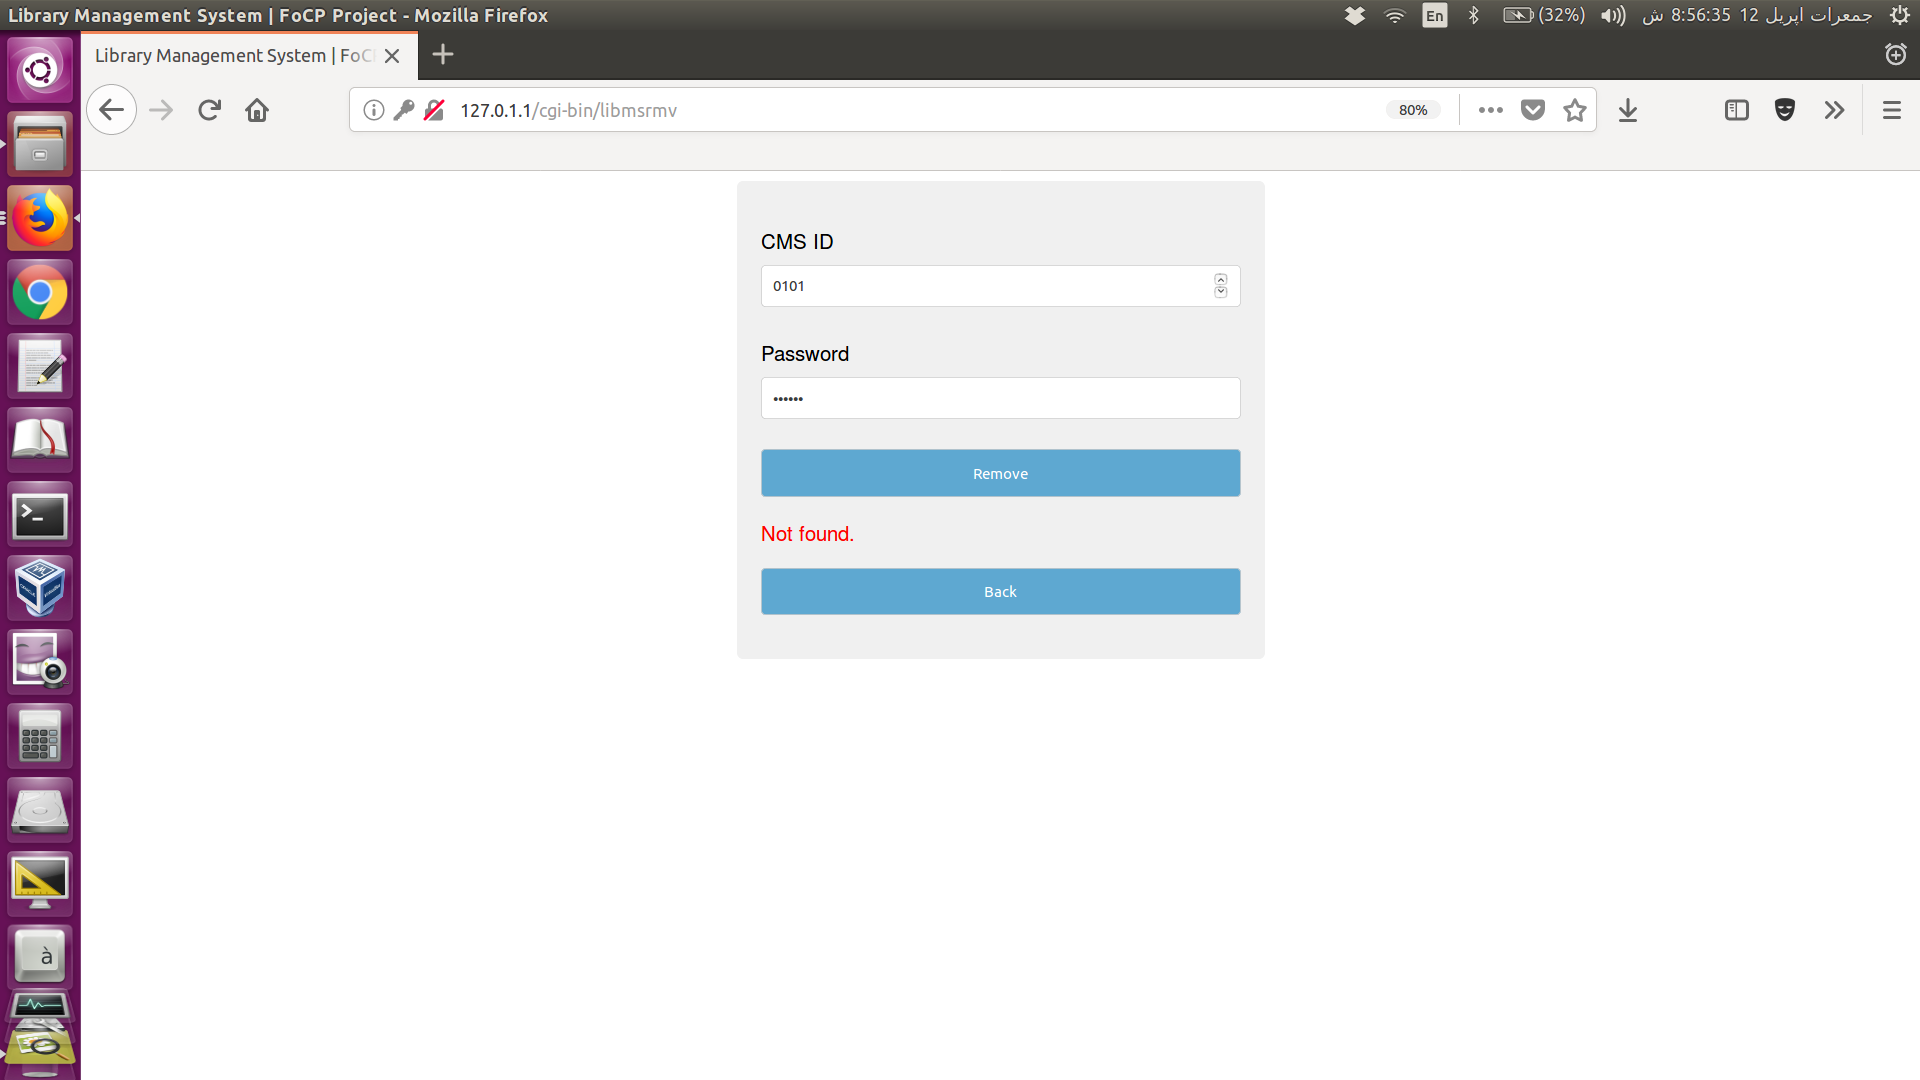 Library Management System | FoCP Project - Mozilla Firefox
En
(32%)
جمعرات اپریل 12 8:56:35 ش
Library Management System | FoC
127.0.1.1/cgi-bin/libmsrmv
80%
CMS ID
0101
Password
••••••
Remove
Not found.
Back
>_
à